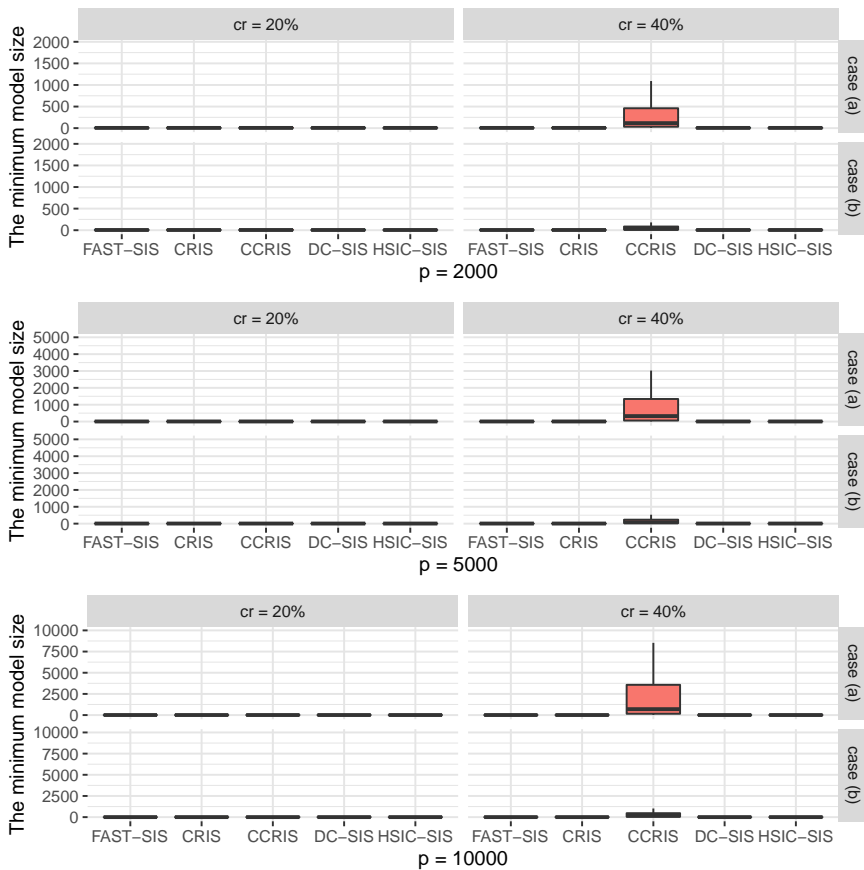 cr = 20% cr = 40%
The minimum model size
2000
1500
1000
500
0
case (a)
2000
1500
1000
500
0
case (b)
FAST−SIS CRIS CCRIS DC−SIS HSIC−SIS FAST−SIS CRIS CCRIS DC−SIS HSIC−SIS
p = 2000
cr = 20% cr = 40%
The minimum model size
5000
4000
3000
2000
1000
0
case (a)
5000
4000
3000
2000
1000
0
case (b)
FAST−SIS CRIS CCRIS DC−SIS HSIC−SIS FAST−SIS CRIS CCRIS DC−SIS HSIC−SIS
p = 5000
cr = 20% cr = 40%
The minimum model size
10000
7500
5000
2500
0
case (a)
10000
7500
5000
2500
0
case (b)
FAST−SIS CRIS CCRIS DC−SIS HSIC−SIS FAST−SIS CRIS CCRIS DC−SIS HSIC−SIS
p = 10000